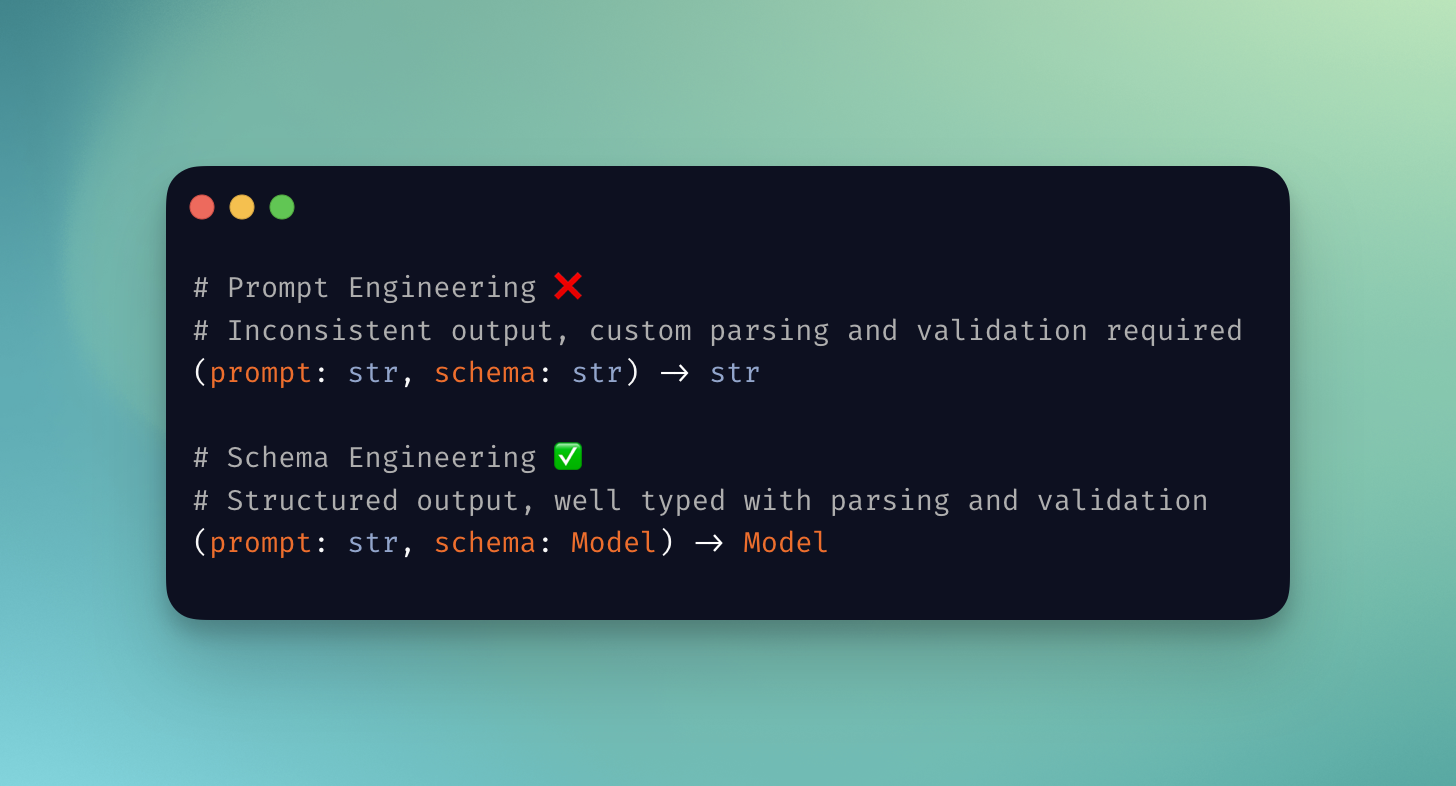 # Prompt Engineering ❌
# Inconsistent output, custom parsing and validation required
(prompt: str, schema: str) -> str
# Schema Engineering ✅
# Structured output, well typed with parsing and validation
(prompt: str, schema: Model) -> Model